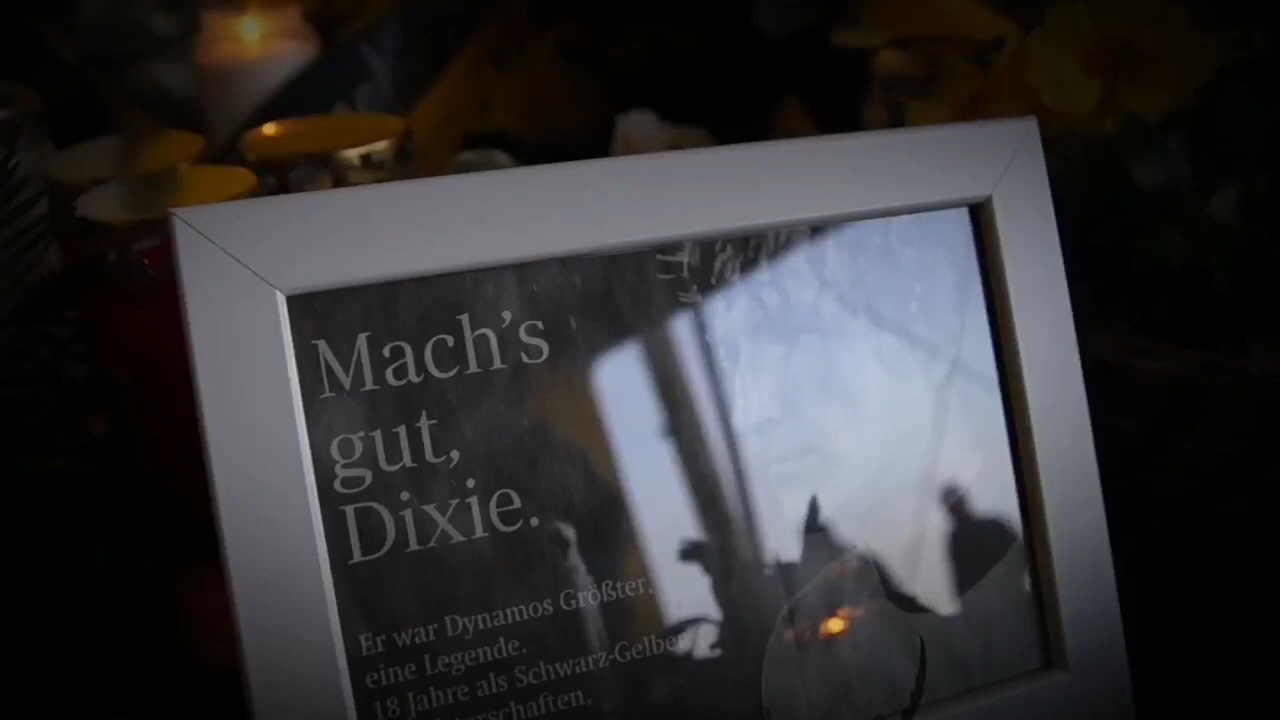 Mach’s
gut,
Dixie.
Er war Dynamos Größter,
eine Legende.
18 Jahre als Schwarz-Gelber